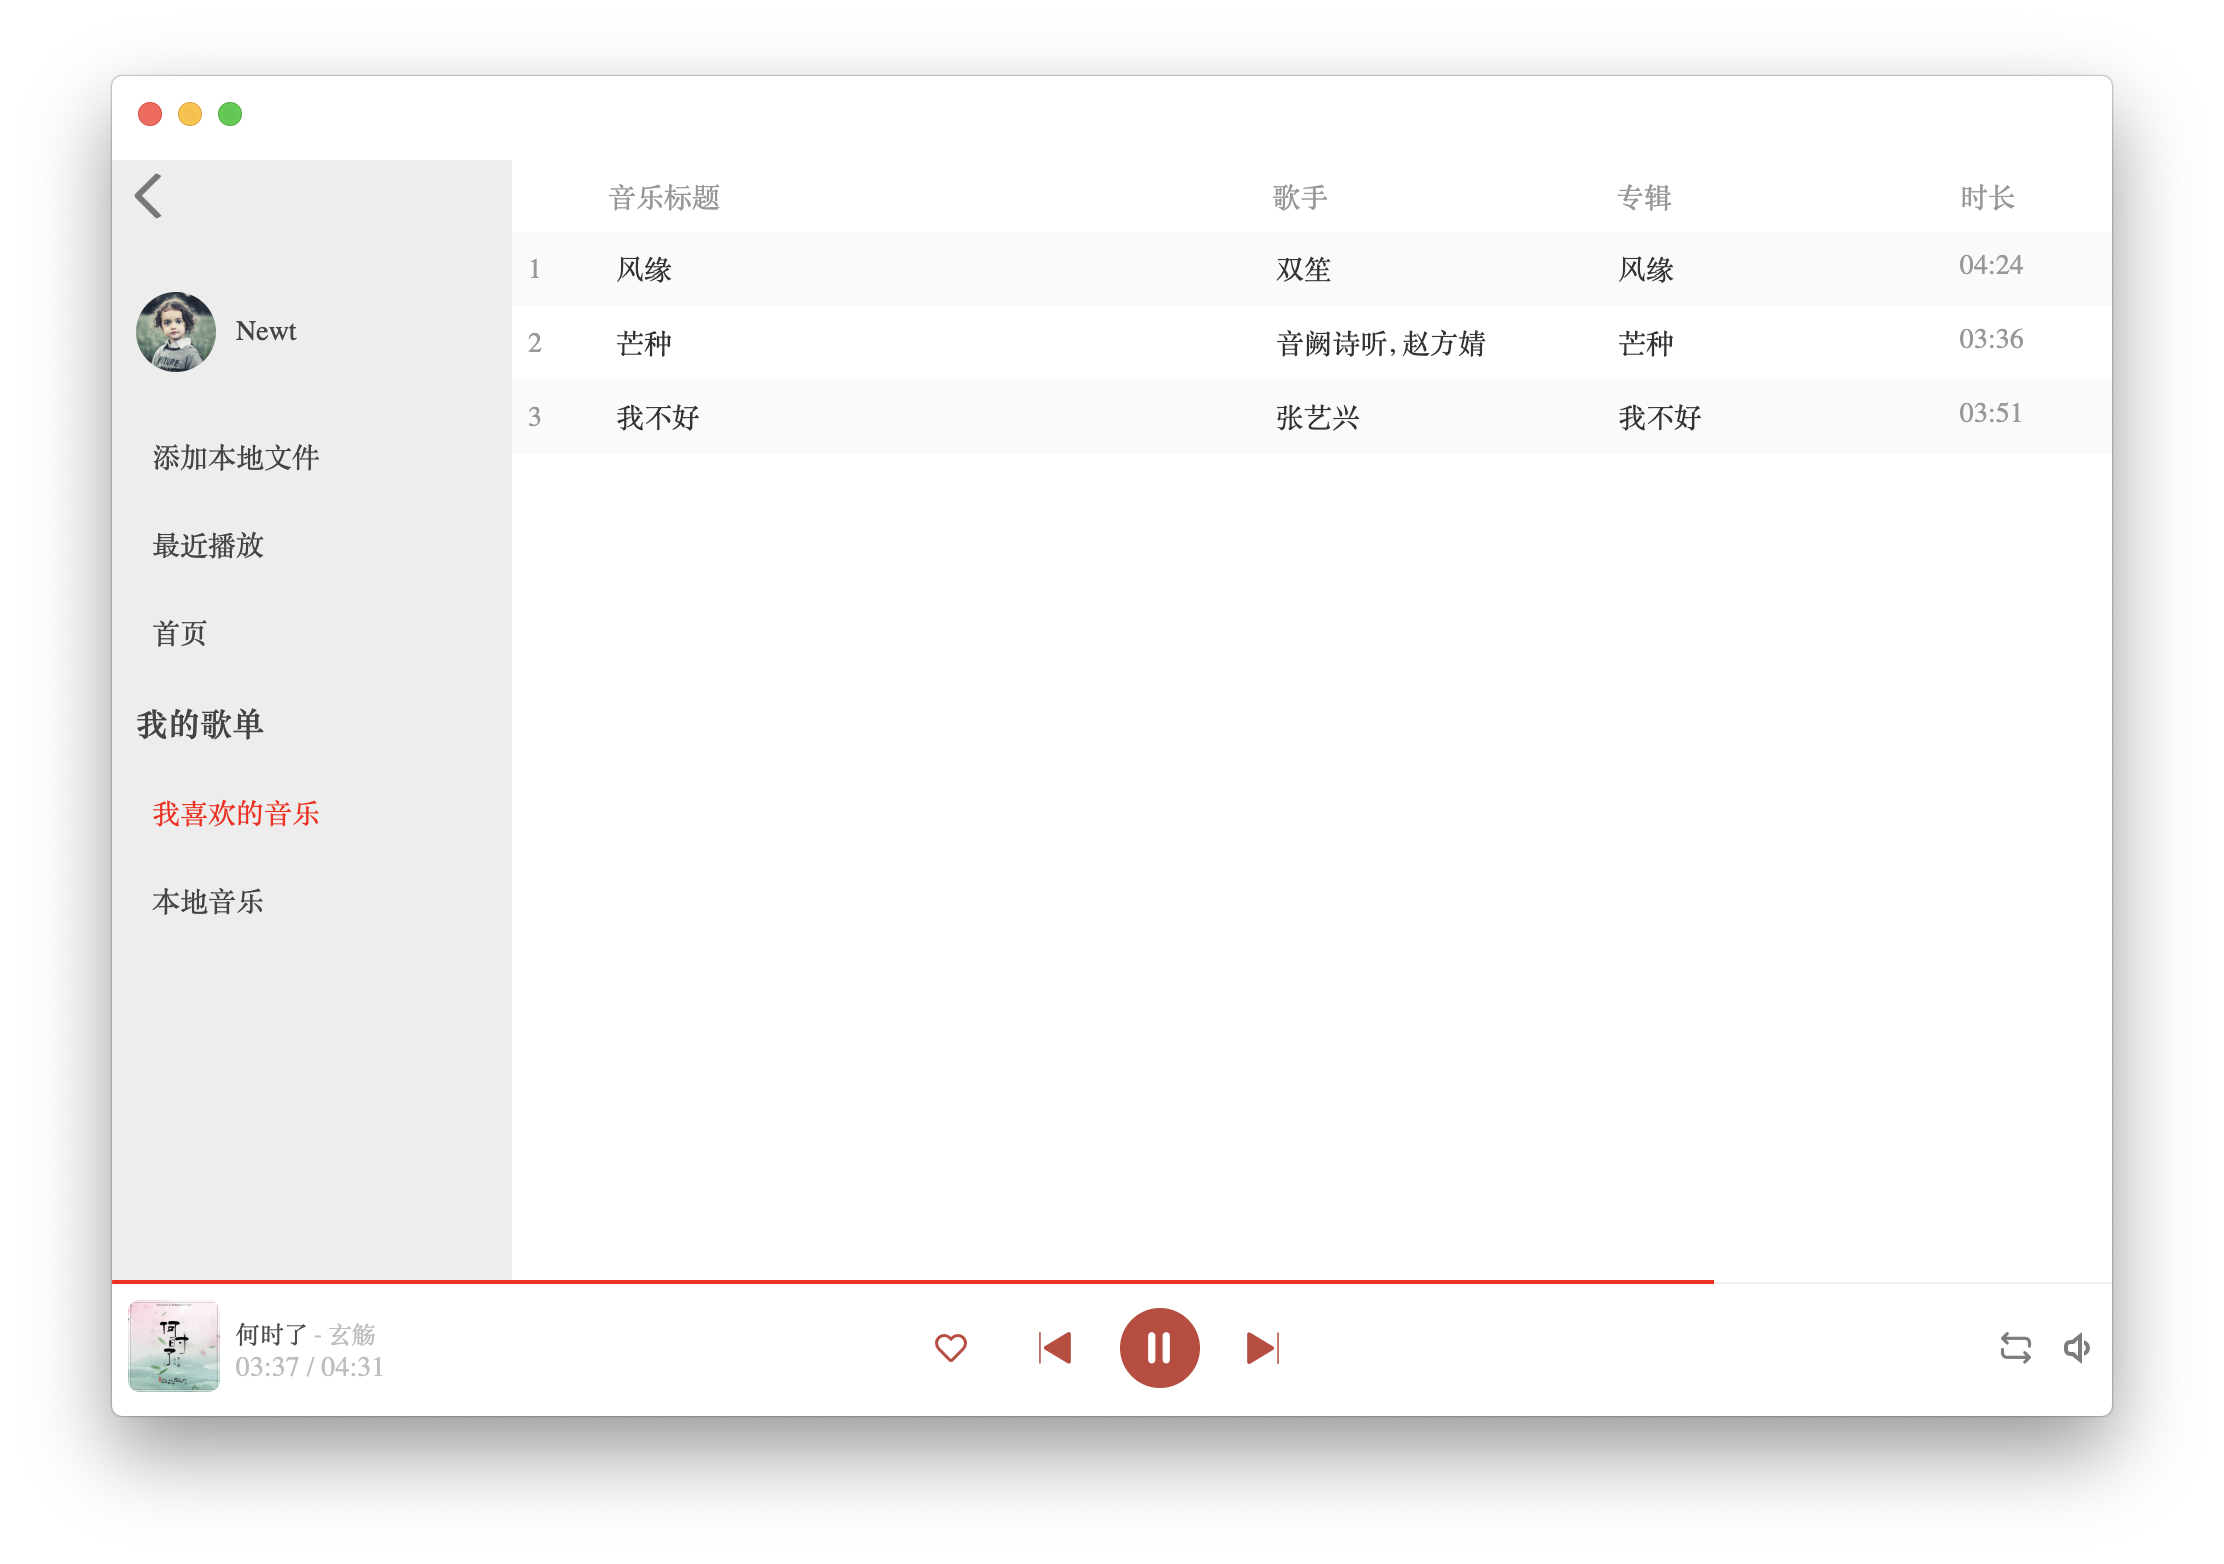 音乐标题 歌手 专辑 时长
1 风缘 双笙 风缘 04:24
2 芒种 音阙诗听, 赵方婧 芒种 03:36
3 我不好 张艺兴 我不好 03:51
Newt
添加本地文件
最近播放
首页
我的歌单
我喜欢的音乐
本地音乐
何时了
何时了 - 玄觞
03:37 / 04:31